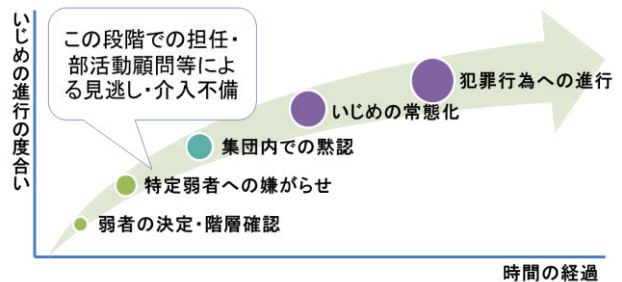 いじめの進行の度合い
この段階での担任・
部活動顧問等によ
る見逃し・介入不備
犯罪行為への進行
いじめの常態化
集団内での黙認
特定弱者への嫌がらせ
弱者の決定・階層確認
時間の経過